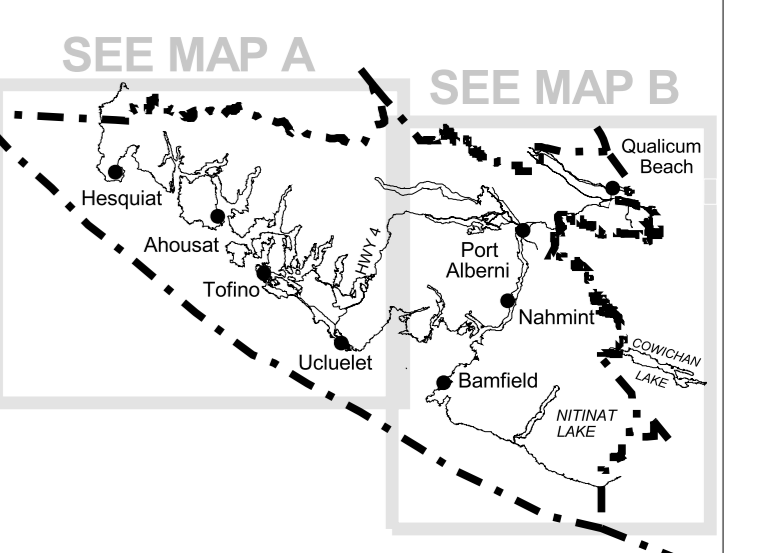 SEE MAP A
SEE MAP B
Qualicum
Beach
Hesquiat
Ahousat
HWY 4
Port
Alberni
Tofino
Nahmint
Ucluelet
COWICHAN
LAKE
Bamfield
NITINAT
LAKE